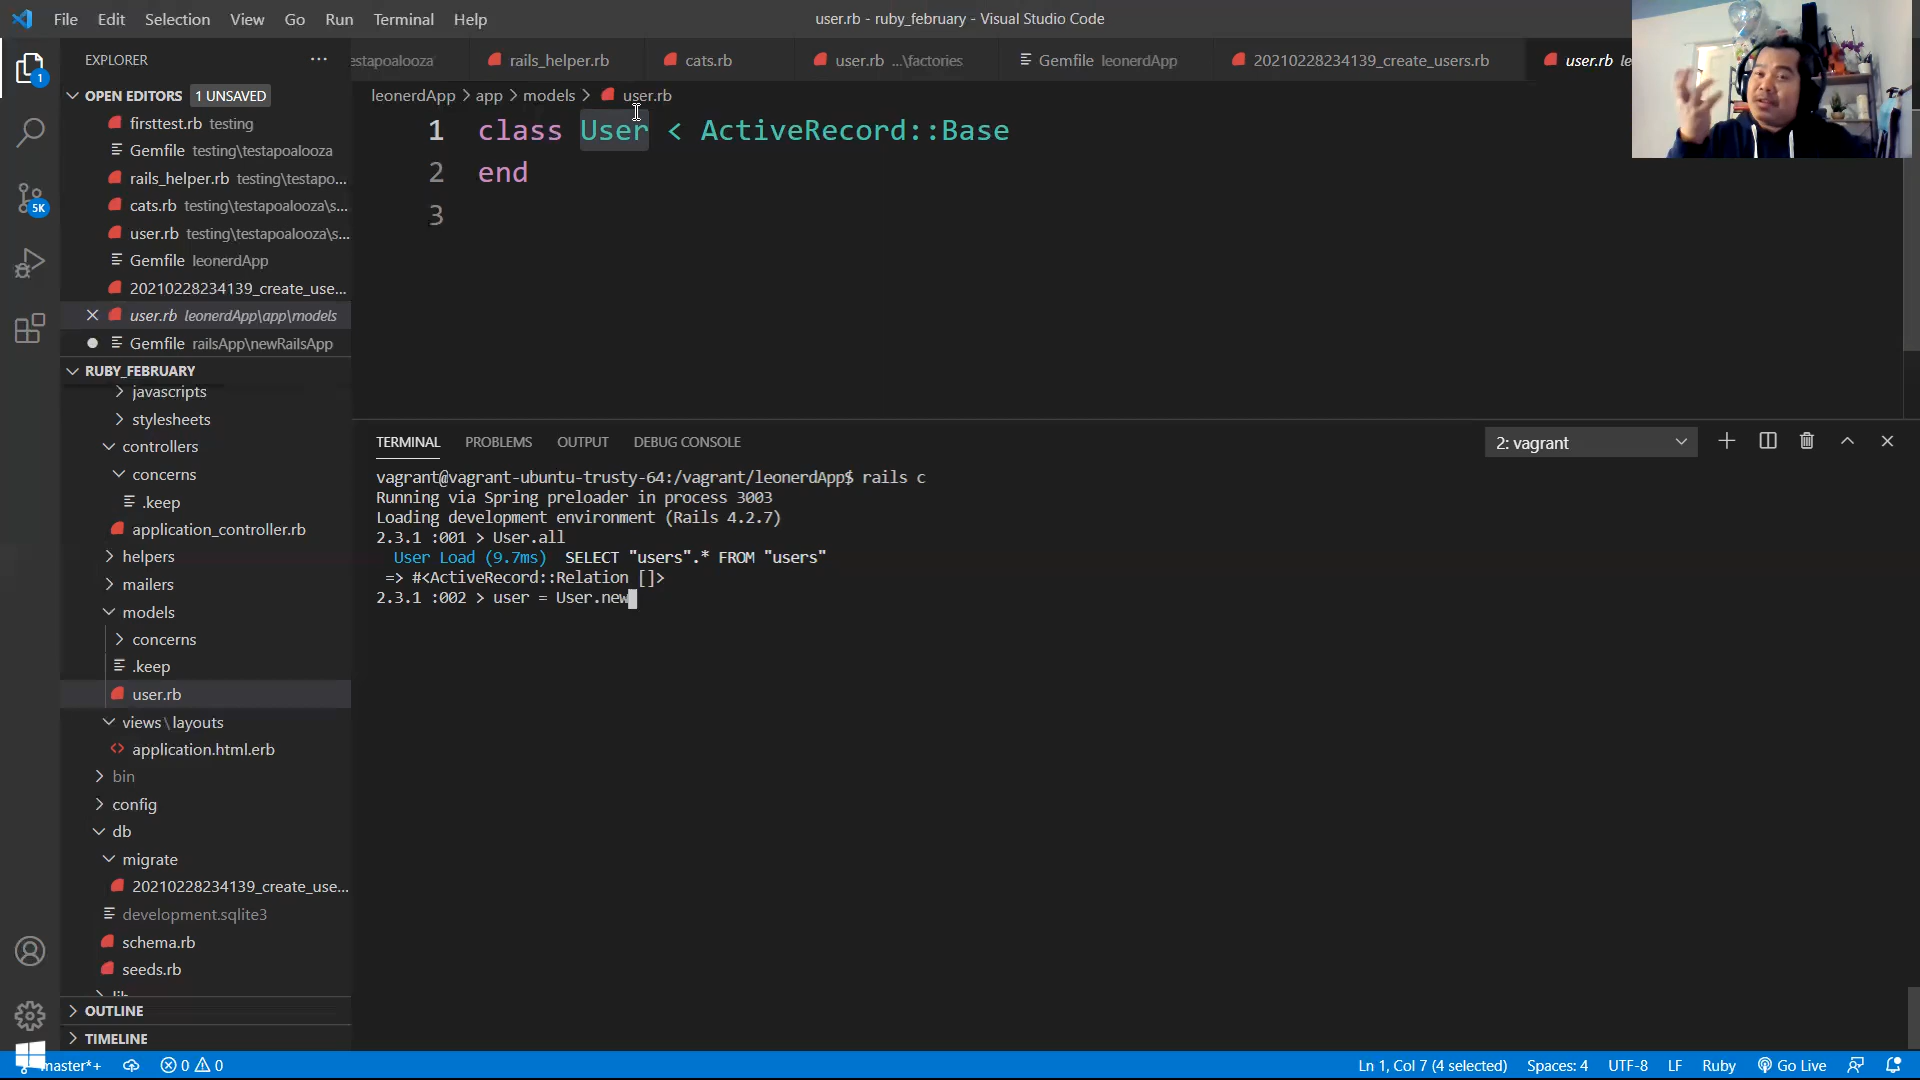 File Edit Selection View Go Run Terminal Help
user.rb - ruby_february - Visual Studio Code
EXPLORER
OPEN EDITORS 1 UNSAVED
firsttest.rb testing
Gemfile testing\testapoalooza
rails_helper.rb testing\testapo...
cats.rb testing\testapoalooza\s...
user.rb testing\testapoalooza\s...
Gemfile leonerdApp
20210228234139_create_use...
user.rb leonerdApp\app\models
Gemfile railsApp\newRailsApp
RUBY_FEBRUARY
javascripts
stylesheets
controllers
concerns
.keep
application_controller.rb
helpers
mailers
models
concerns
.keep
user.rb
views\layouts
application.html.erb
bin
config
db
migrate
20210228234139_create_use...
development.sqlite3
schema.rb
seeds.rb
lib
OUTLINE
TIMELINE
estapoalooza rails_helper.rb cats.rb user.rb ...\factories Gemfile leonerdApp 20210228234139_create_users.rb user.rb le
leonerdApp > app > models > user.rb
1 class User < ActiveRecord::Base
2 end
3
TERMINAL PROBLEMS OUTPUT DEBUG CONSOLE 2: vagrant
vagrant@vagrant-ubuntu-trusty-64:/vagrant/leonerdApp$ rails c
Running via Spring preloader in process 3003
Loading development environment (Rails 4.2.7)
2.3.1 :001 > User.all
User Load (9.7ms) SELECT "users".* FROM "users"
=> #<ActiveRecord::Relation []>
2.3.1 :002 > user = User.new
1
5K
master*+ 0 0 Ln 1, Col 7 (4 selected) Spaces: 4 UTF-8 LF Ruby Go Live